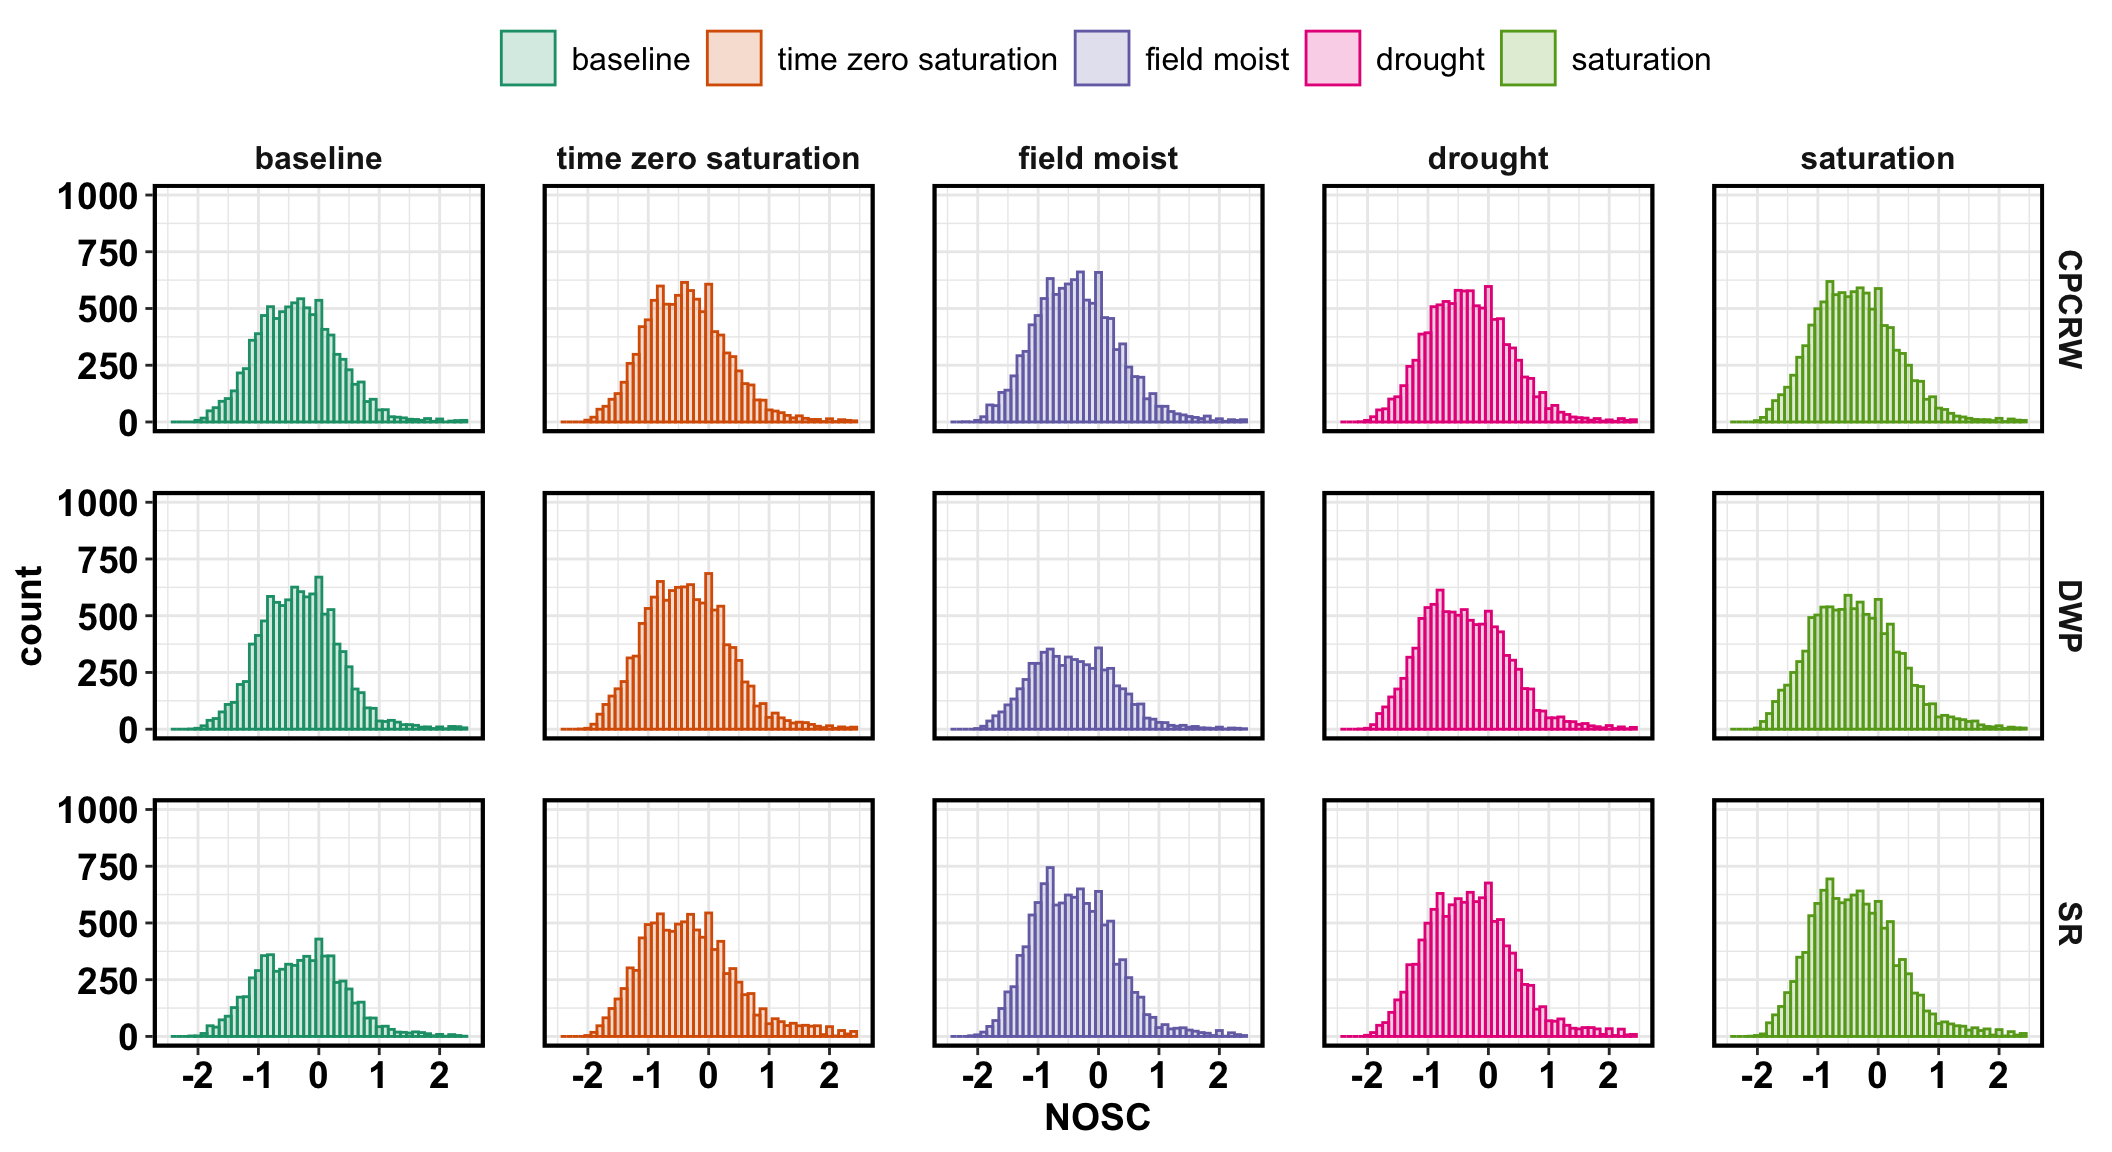 baseline time zero saturation field moist drought saturation
baseline time zero saturation field moist drought saturation
1000
750
500
250
0
CPCRW
1000
750
500
250
0
DWP
count
1000
750
500
250
0
SR
-2 -1 0 1 2 -2 -1 0 1 2 -2 -1 0 1 2 -2 -1 0 1 2 -2 -1 0 1 2
NOSC